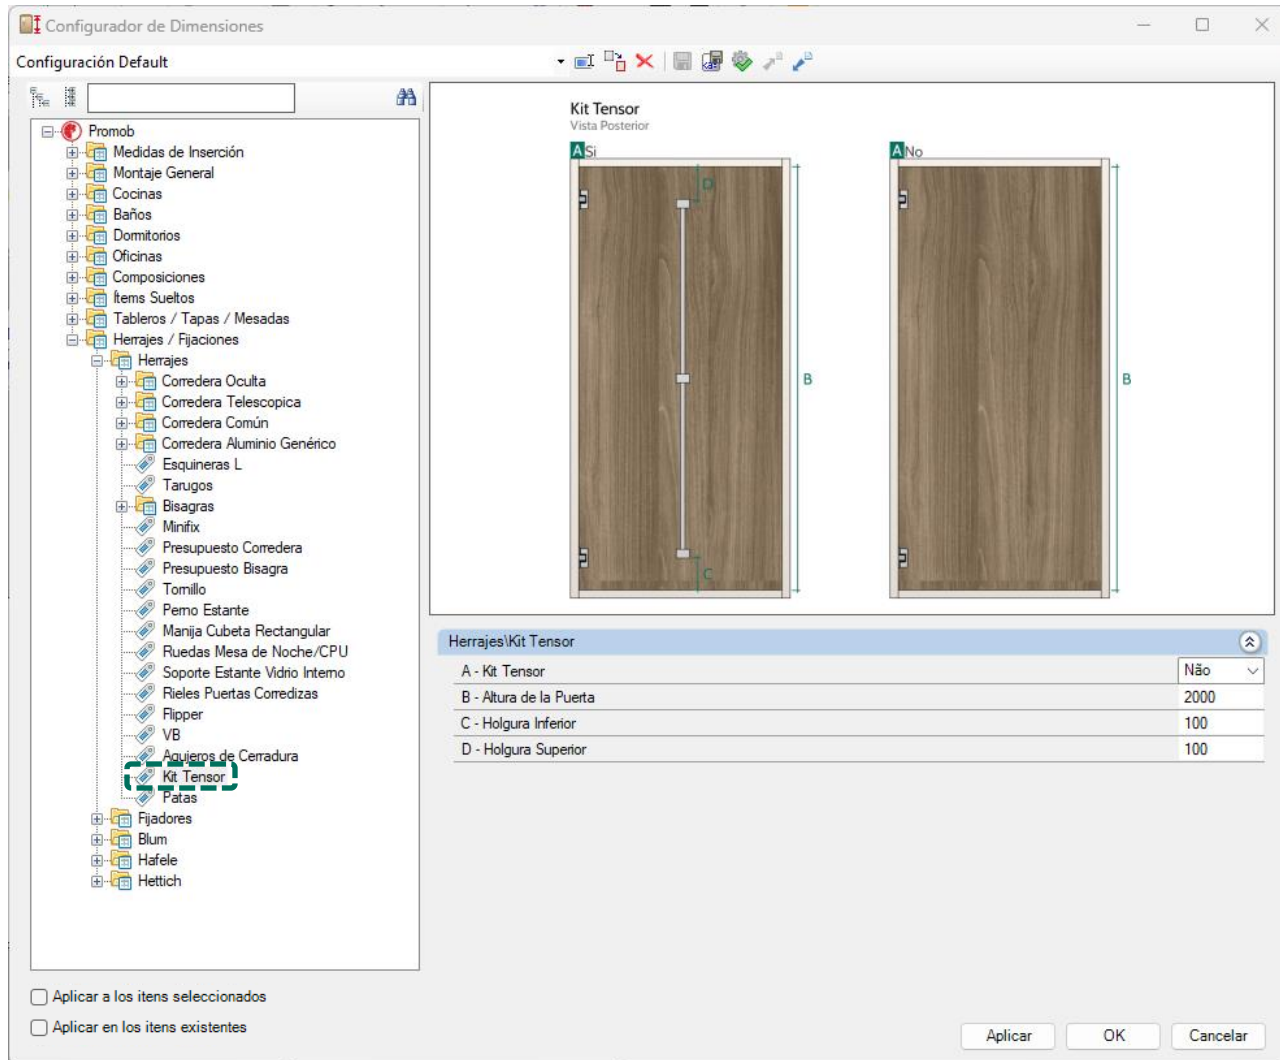 Configurador de Dimensiones
Configuración Default
Promob
Medidas de Inserción
Montaje General
Cocinas
Baños
Dormitorios
Oficinas
Composiciones
Ítems Sueltos
Tableros / Tapas / Mesadas
Herrajes / Fijaciones
Herrajes
Corredera Oculta
Corredera Telescopica
Corredera Común
Corredera Aluminio Genérico
Esquineras L
Tarugos
Bisagras
Minifix
Presupuesto Corredera
Presupuesto Bisagra
Tornillo
Perno Estante
Manija Cubeta Rectangular
Ruedas Mesa de Noche/CPU
Soporte Estante Vidrio Interno
Rieles Puertas Corredizas
Flipper
VB
Agujeros de Cerradura
Kit Tensor
Patas
Fijadores
Blum
Hafele
Hettich
Kit Tensor
Vista Posterior
A Si
D
B
C
A No
B
Herrajes\Kit Tensor
A - Kit Tensor Não
B - Altura de la Puerta 2000
C - Holgura Inferior 100
D - Holgura Superior 100
Aplicar a los itens seleccionados
Aplicar en los itens existentes
Aplicar OK Cancelar